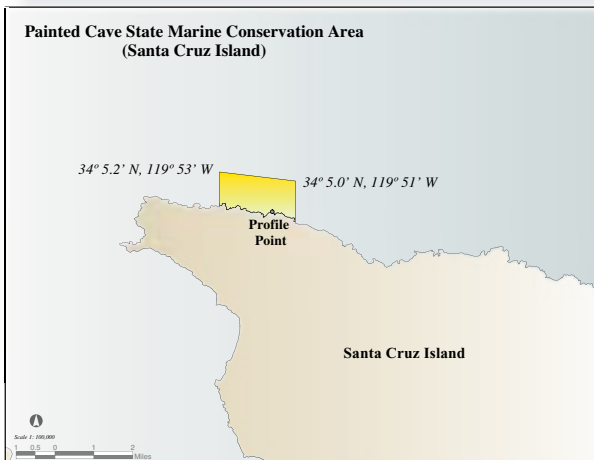 Painted Cave State Marine Conservation Area
(Santa Cruz Island)
34º 5.2’ N, 119º 53’ W
34º 5.0’ N, 119º 51’ W
Profile
Point
Santa Cruz Island
Scale 1: 100,000
1 0.5 0 1 2
Miles